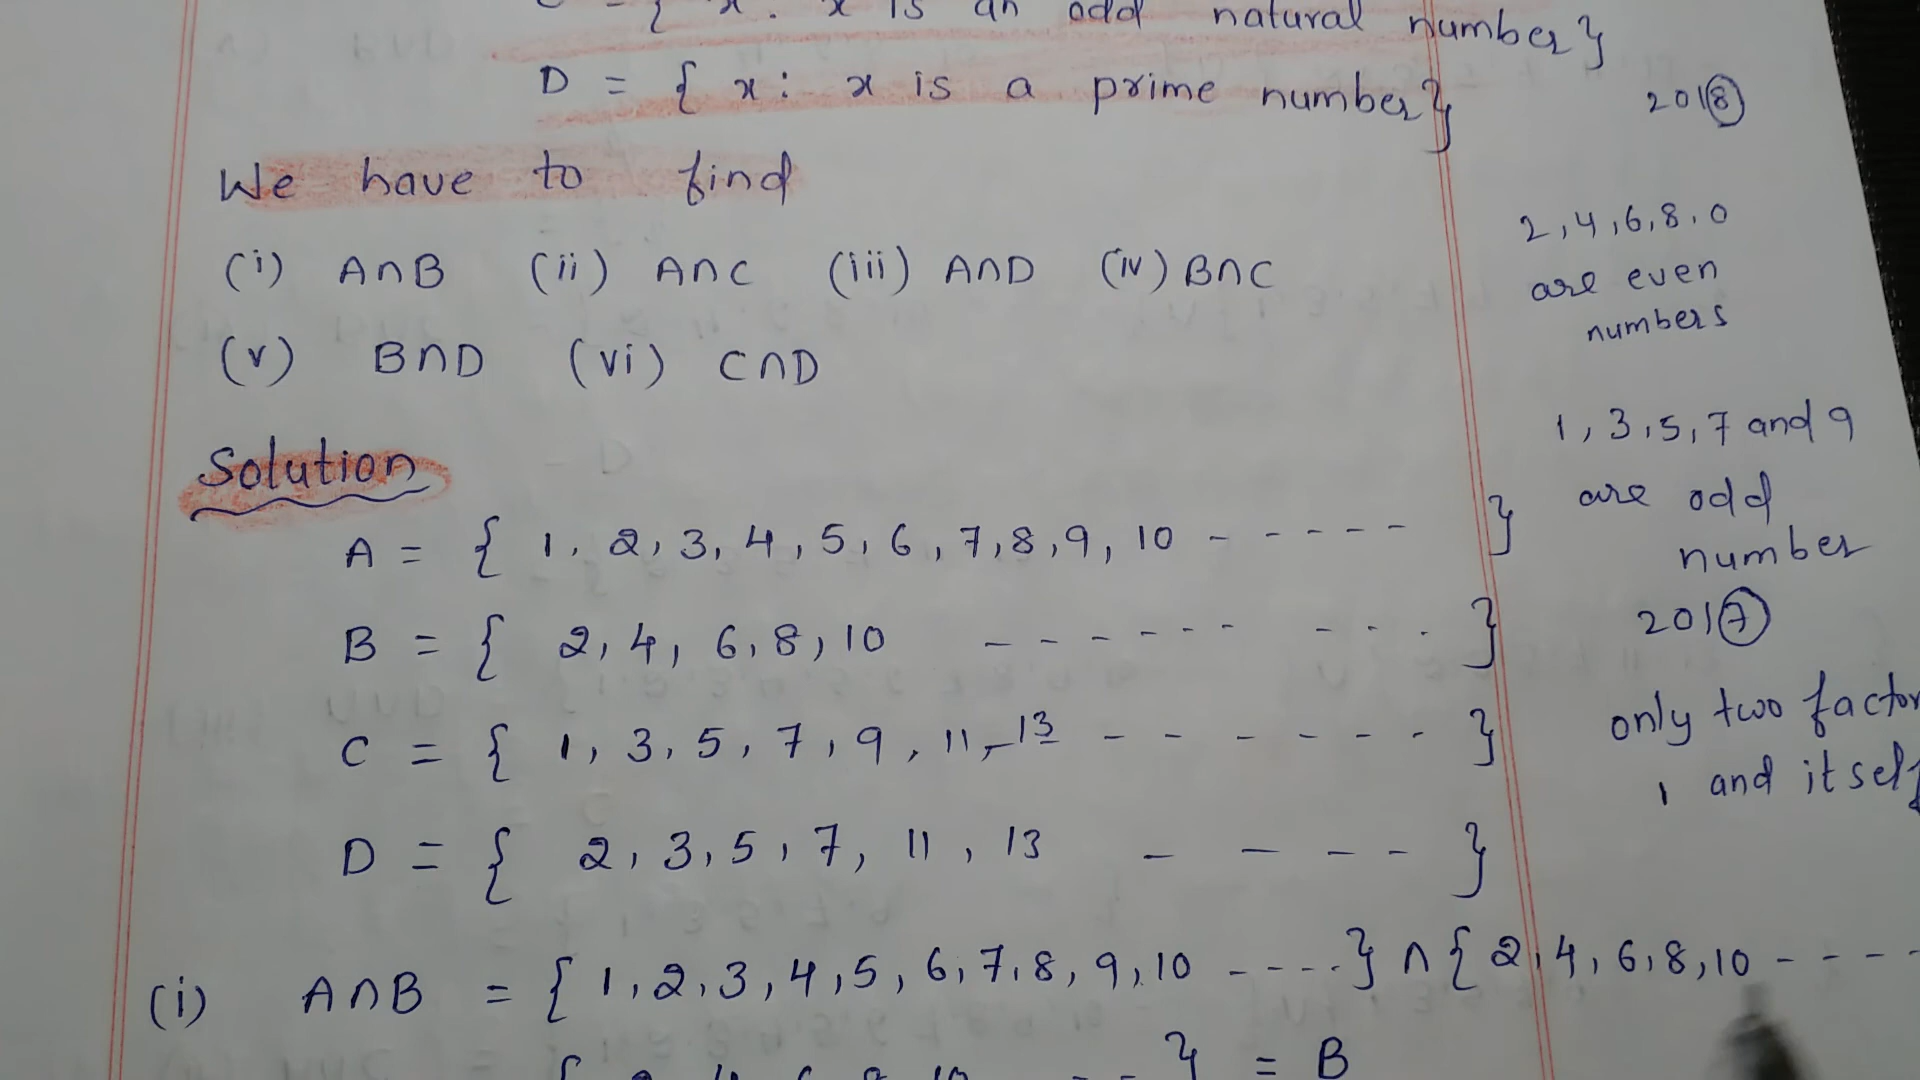 = { x : x is an odd natural number}
D = { x : x is a prime number}
We have to find
(i) A∩B (ii) A∩C (iii) A∩D (iv) B∩C
(v) B∩D (vi) C∩D
Solution
A = { 1, 2, 3, 4, 5, 6, 7, 8, 9, 10 - - - - - }
B = { 2, 4, 6, 8, 10 - - - - - - - - - }
C = { 1, 3, 5, 7, 9, 11, 13 - - - - - - - }
D = { 2, 3, 5, 7, 11, 13 - - - - }
(i) A∩B = { 1, 2, 3, 4, 5, 6, 7, 8, 9, 10 - - - - } ∩ { 2, 4, 6, 8, 10 - - - -
} = B
2018
2, 4, 6, 8, 0
are even
numbers
1, 3, 5, 7 and 9
are odd
number
2017
only two factor
1 and itself